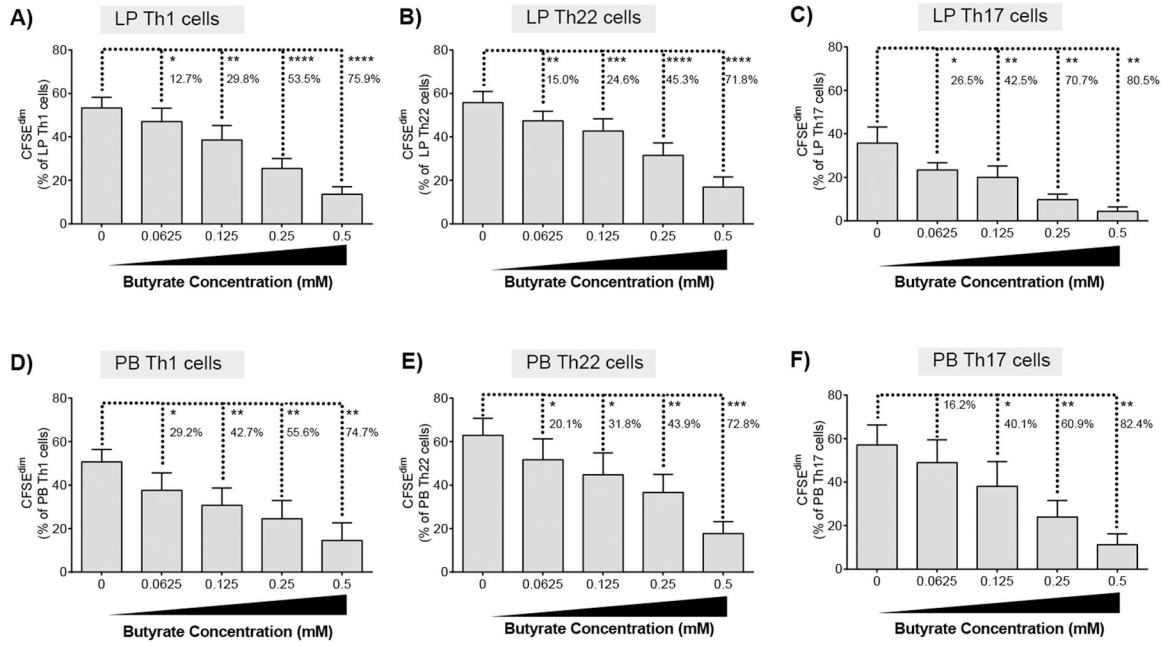 A) LP Th1 cells
CFSEdim
(% of LP Th1 cells)
80
60
40
20
0
* ** **** ****
12.7% 29.8% 53.5% 75.9%
0 0.0625 0.125 0.25 0.5
Butyrate Concentration (mM)
B) LP Th22 cells
CFSEdim
(% of LP Th22 cells)
80
60
40
20
0
** *** **** ****
15.0% 24.6% 45.3% 71.8%
0 0.0625 0.125 0.25 0.5
Butyrate Concentration (mM)
C) LP Th17 cells
CFSEdim
(% of LP Th17 cells)
80
60
40
20
0
* ** ** **
26.5% 42.5% 70.7% 80.5%
0 0.0625 0.125 0.25 0.5
Butyrate Concentration (mM)
D) PB Th1 cells
CFSEdim
(% of PB Th1 cells)
80
60
40
20
0
* ** ** **
29.2% 42.7% 55.6% 74.7%
0 0.0625 0.125 0.25 0.5
Butyrate Concentration (mM)
E) PB Th22 cells
CFSEdim
(% of PB Th22 cells)
80
60
40
20
0
* * ** ***
20.1% 31.8% 43.9% 72.8%
0 0.0625 0.125 0.25 0.5
Butyrate Concentration (mM)
F) PB Th17 cells
CFSEdim
(% of PB Th17 cells)
80
60
40
20
0
* ** **
16.2% 40.1% 60.9% 82.4%
0 0.0625 0.125 0.25 0.5
Butyrate Concentration (mM)